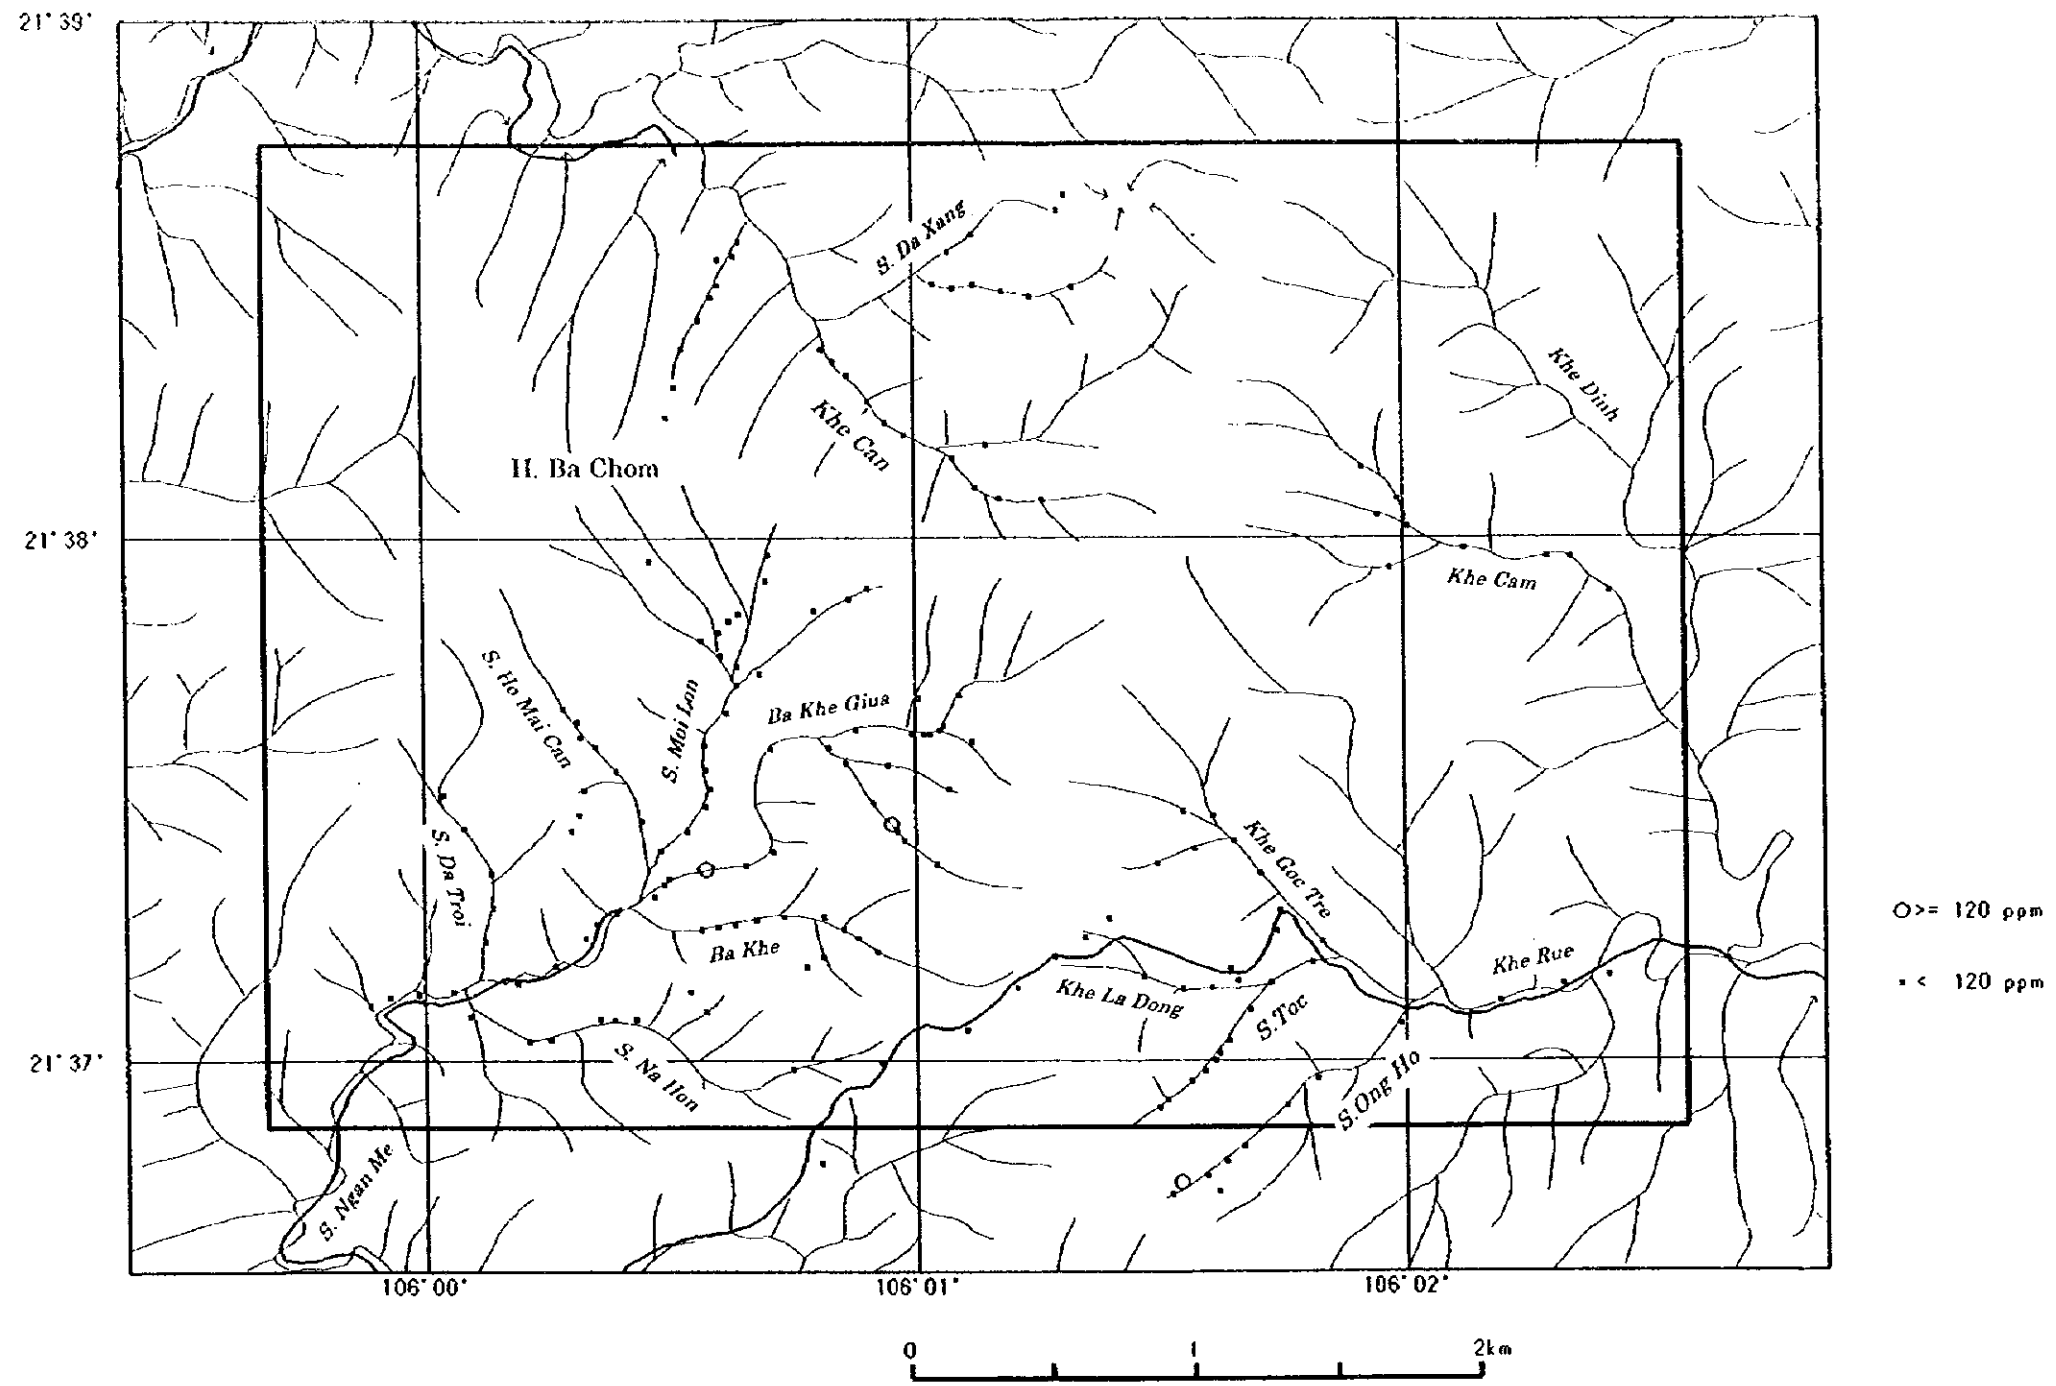 21°39'
S. Da Xang
Khe Dinh
Khe Can
H. Ba Chom
21°38'
Khe Cam
S. Ho Mai Can
S. Moi Lon
Ba Khe Giua
S. Da Troi
Khe Goc Tre
○>= 120 ppm
Ba Khe
Khe Rue
▪< 120 ppm
Khe La Dong
S. Toc
21°37'
S. Na Hon
S. Ong Ho
S. Ngan Me
106°00' 106°01' 106°02'
0 1 2km